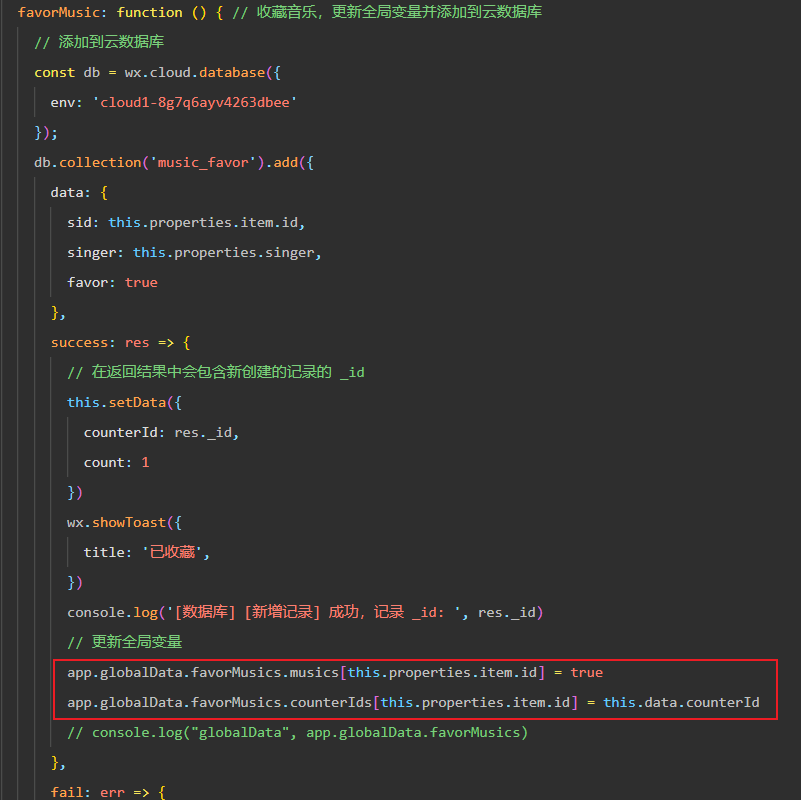 favorMusic: function () { // 收藏音乐，更新全局变量并添加到云数据库
// 添加到云数据库
const db = wx.cloud.database({
env: 'cloud1-8g7q6ayv4263dbee'
});
db.collection('music_favor').add({
data: {
sid: this.properties.item.id,
singer: this.properties.singer,
favor: true
},
success: res => {
// 在返回结果中会包含新创建的记录的 _id
this.setData({
counterId: res._id,
count: 1
})
wx.showToast({
title: '已收藏',
})
console.log('[数据库] [新增记录] 成功，记录 _id: ', res._id)
// 更新全局变量
app.globalData.favorMusics.musics[this.properties.item.id] = true
app.globalData.favorMusics.counterIds[this.properties.item.id] = this.data.counterId
// console.log("globalData", app.globalData.favorMusics)
},
fail: err => {